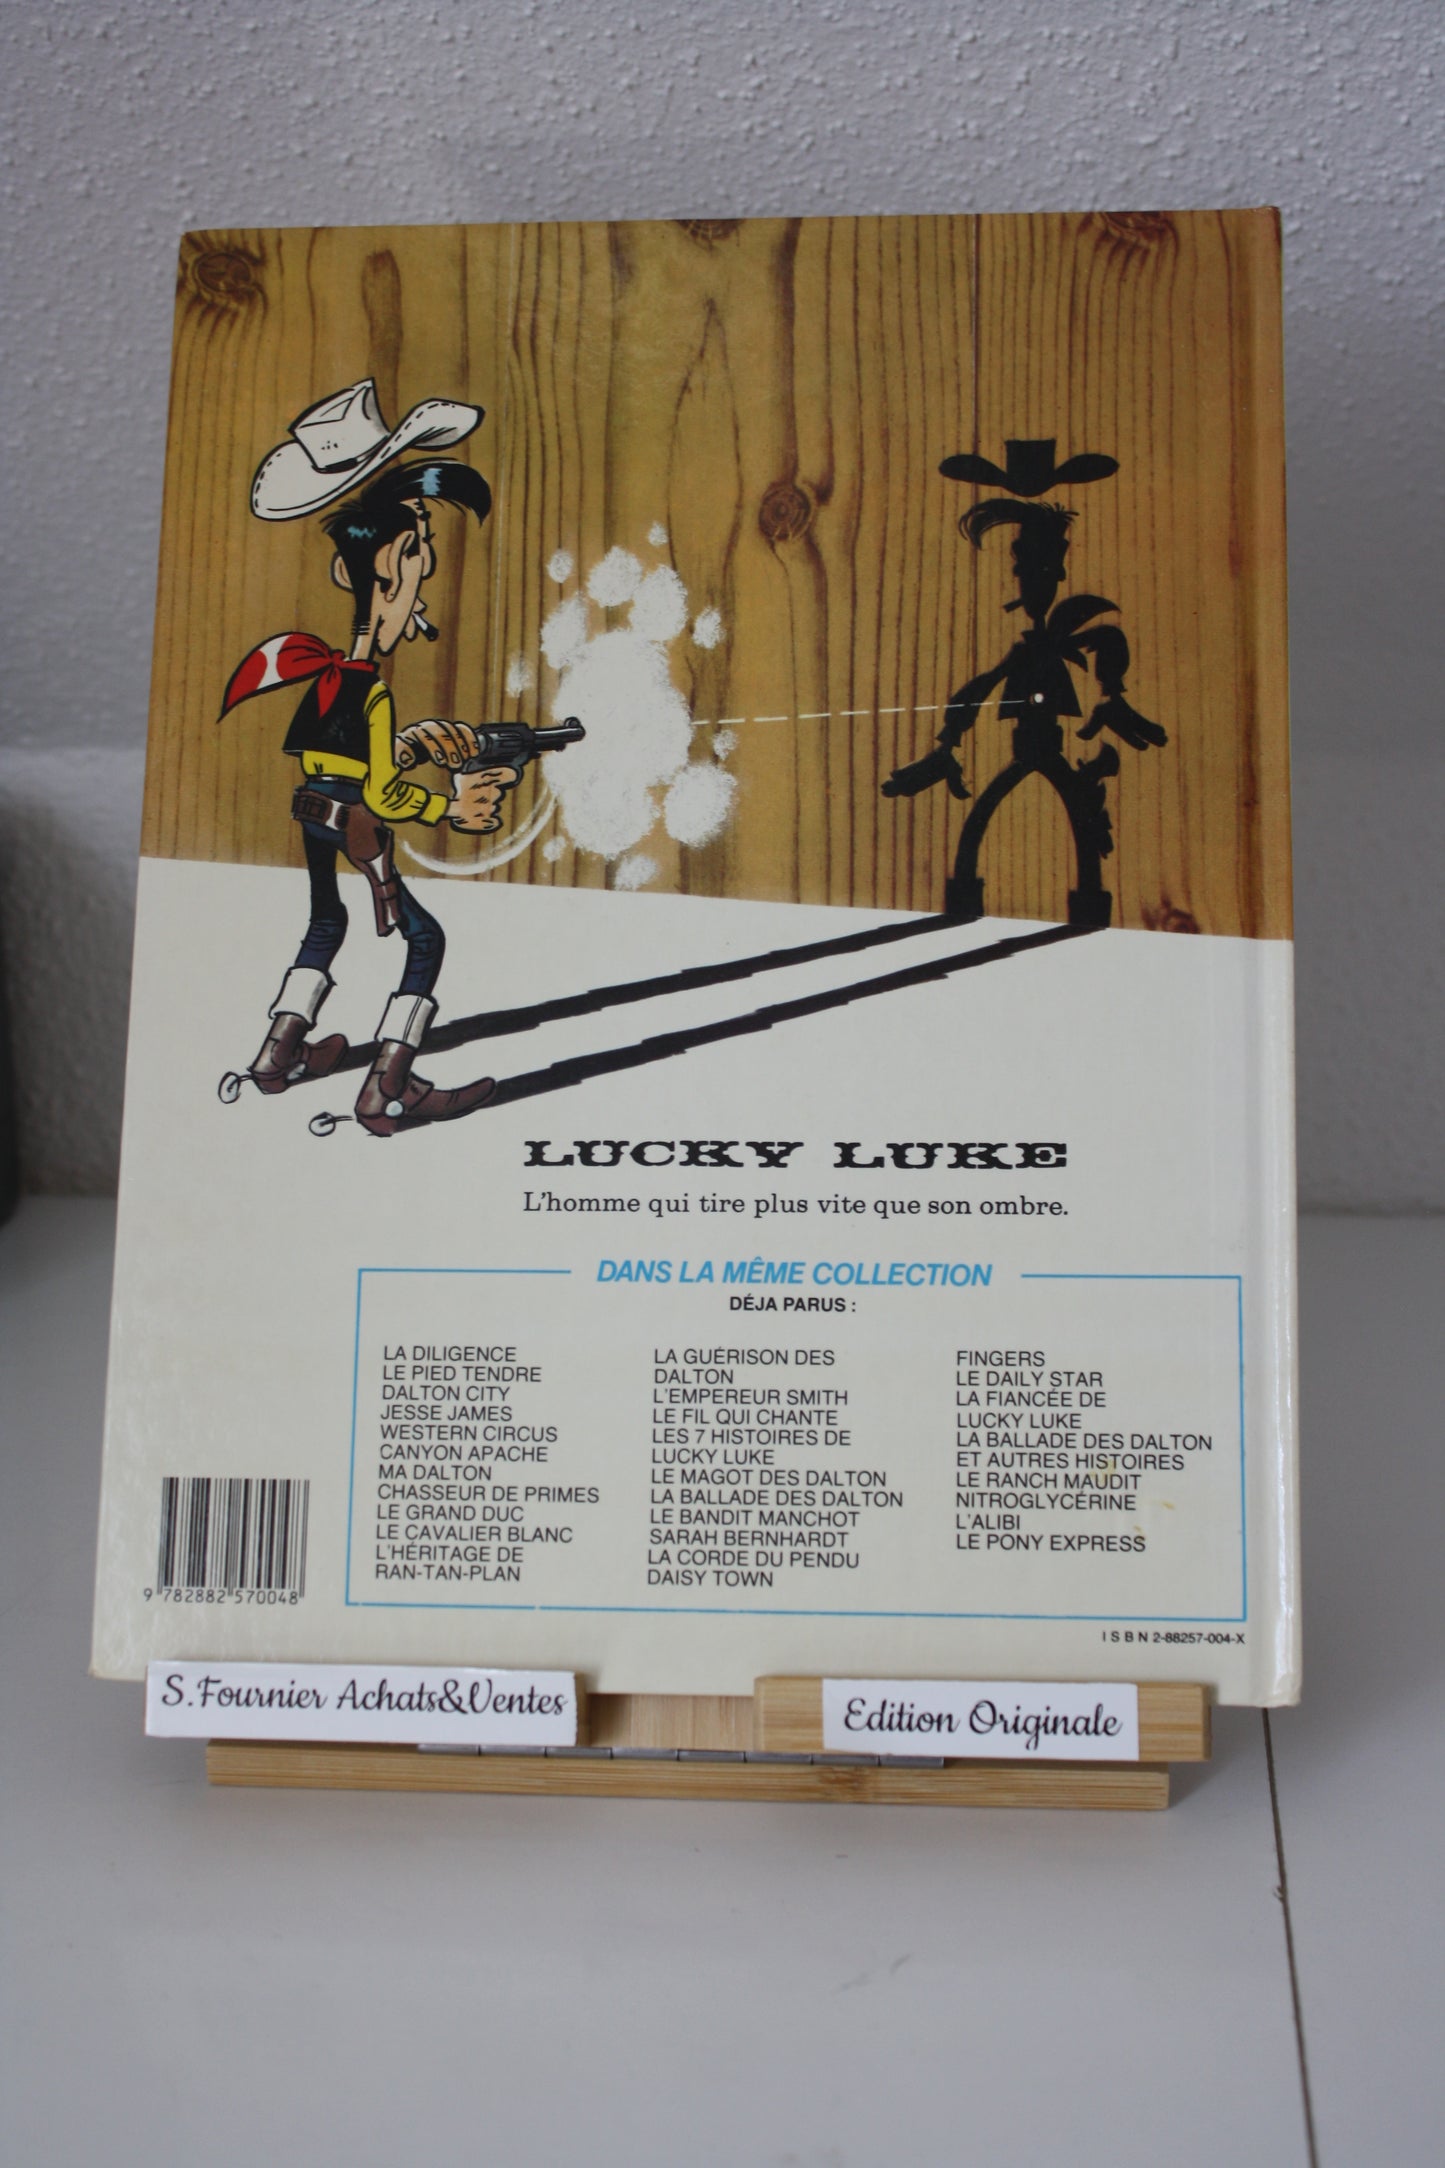 LUCKY LUKE
L'homme qui tire plus vite que son ombre.
DANS LA MÊME COLLECTION
DÉJA PARUS :
LA DILIGENCE
LE PIED TENDRE
DALTON CITY
JESSE JAMES
WESTERN CIRCUS
CANYON APACHE
MA DALTON
CHASSEUR DE PRIMES
LE GRAND DUC
LE CAVALIER BLANC
L'HÉRITAGE DE
RAN-TAN-PLAN
LA GUÉRISON DES
DALTON
L'EMPEREUR SMITH
LE FIL QUI CHANTE
LES 7 HISTOIRES DE
LUCKY LUKE
LE MAGOT DES DALTON
LA BALLADE DES DALTON
LE BANDIT MANCHOT
SARAH BERNHARDT
LA CORDE DU PENDU
DAISY TOWN
FINGERS
LE DAILY STAR
LA FIANCÉE DE
LUCKY LUKE
LA BALLADE DES DALTON
ET AUTRES HISTOIRES
LE RANCH MAUDIT
NITROGLYCÉRINE
L'ALIBI
LE PONY EXPRESS
9 782882 570048
ISBN 2-88257-004-X
S.Fournier Achats&Ventes
Edition Originale